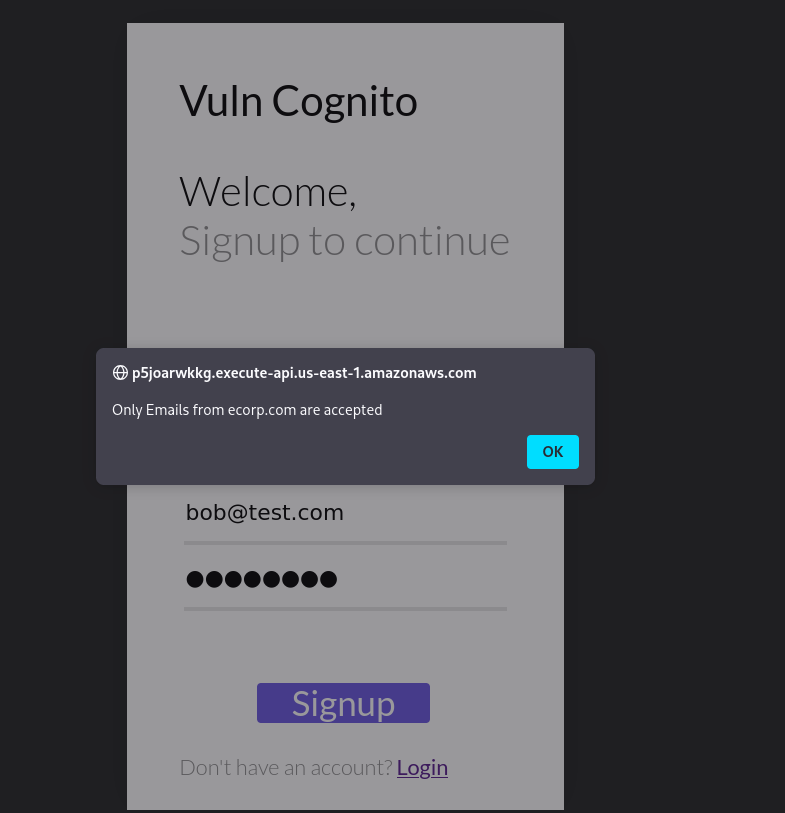 Vuln Cognito
Welcome,
Signup to continue
p5joarwkkg.execute-api.us-east-1.amazonaws.com
Only Emails from ecorp.com are accepted
OK
bob@test.com
Signup
Don't have an account? Login